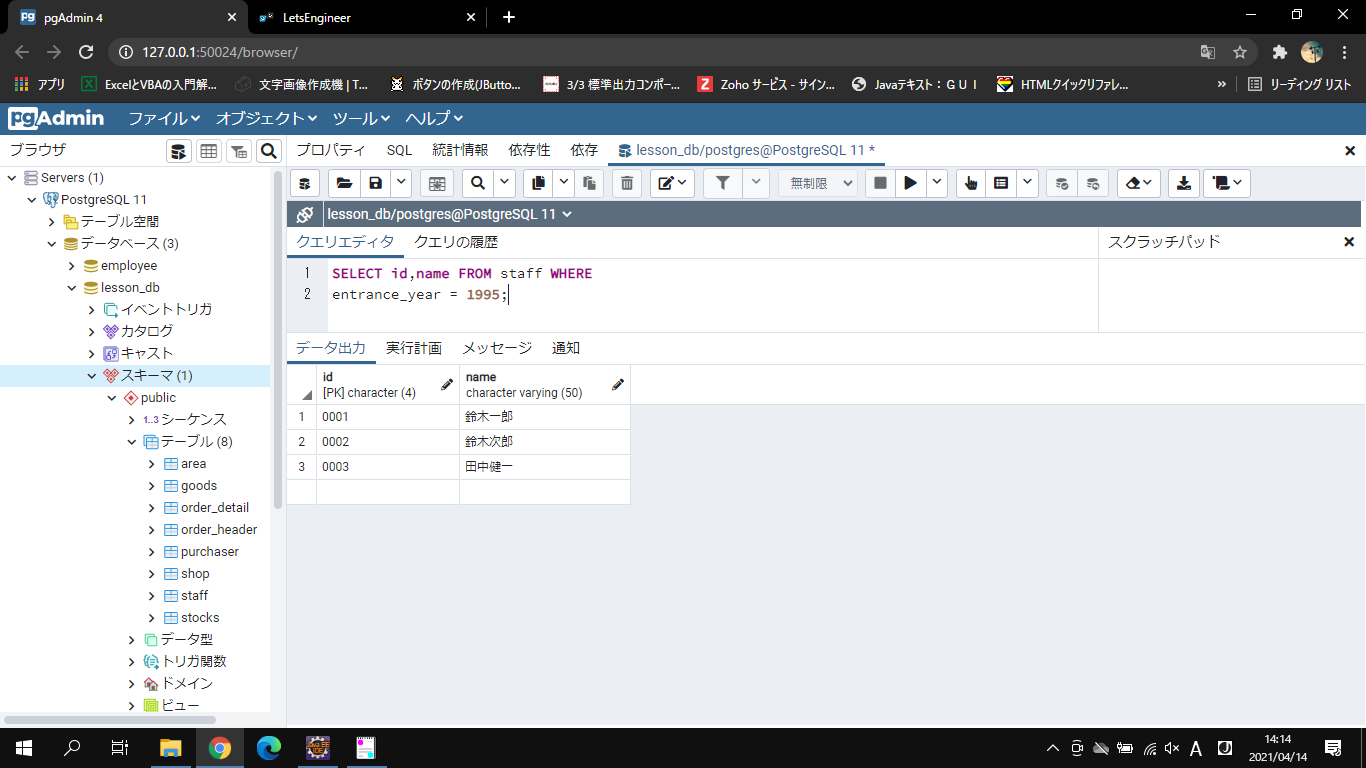 pgAdmin 4
LetsEngineer
127.0.0.1:50024/browser/
アプリ ExcelとVBAの入門解... 文字画像作成機 | T... ボタンの作成(JButto... 3/3 標準出力コンポー... Zoho サービス - サイン... Javaテキスト：ＧＵＩ HTMLクイックリファレ... » リーディング リスト
pgAdmin ファイル オブジェクト ツール ヘルプ
ブラウザ
プロパティ SQL 統計情報 依存性 依存 lesson_db/postgres@PostgreSQL 11 *
Servers (1)
PostgreSQL 11
テーブル空間
データベース (3)
employee
lesson_db
イベントトリガ
カタログ
キャスト
スキーマ (1)
public
1..3 シーケンス
テーブル (8)
area
goods
order_detail
order_header
purchaser
shop
staff
stocks
データ型
トリガ関数
ドメイン
ビュー
無制限
lesson_db/postgres@PostgreSQL 11
クエリエディタ クエリの履歴 スクラッチパッド
1 SELECT id,name FROM staff WHERE
2 entrance_year = 1995;
データ出力 実行計画 メッセージ 通知
id name
[PK] character (4) character varying (50)
1 0001 鈴木一郎
2 0002 鈴木次郎
3 0003 田中健一
A
14:14
2021/04/14